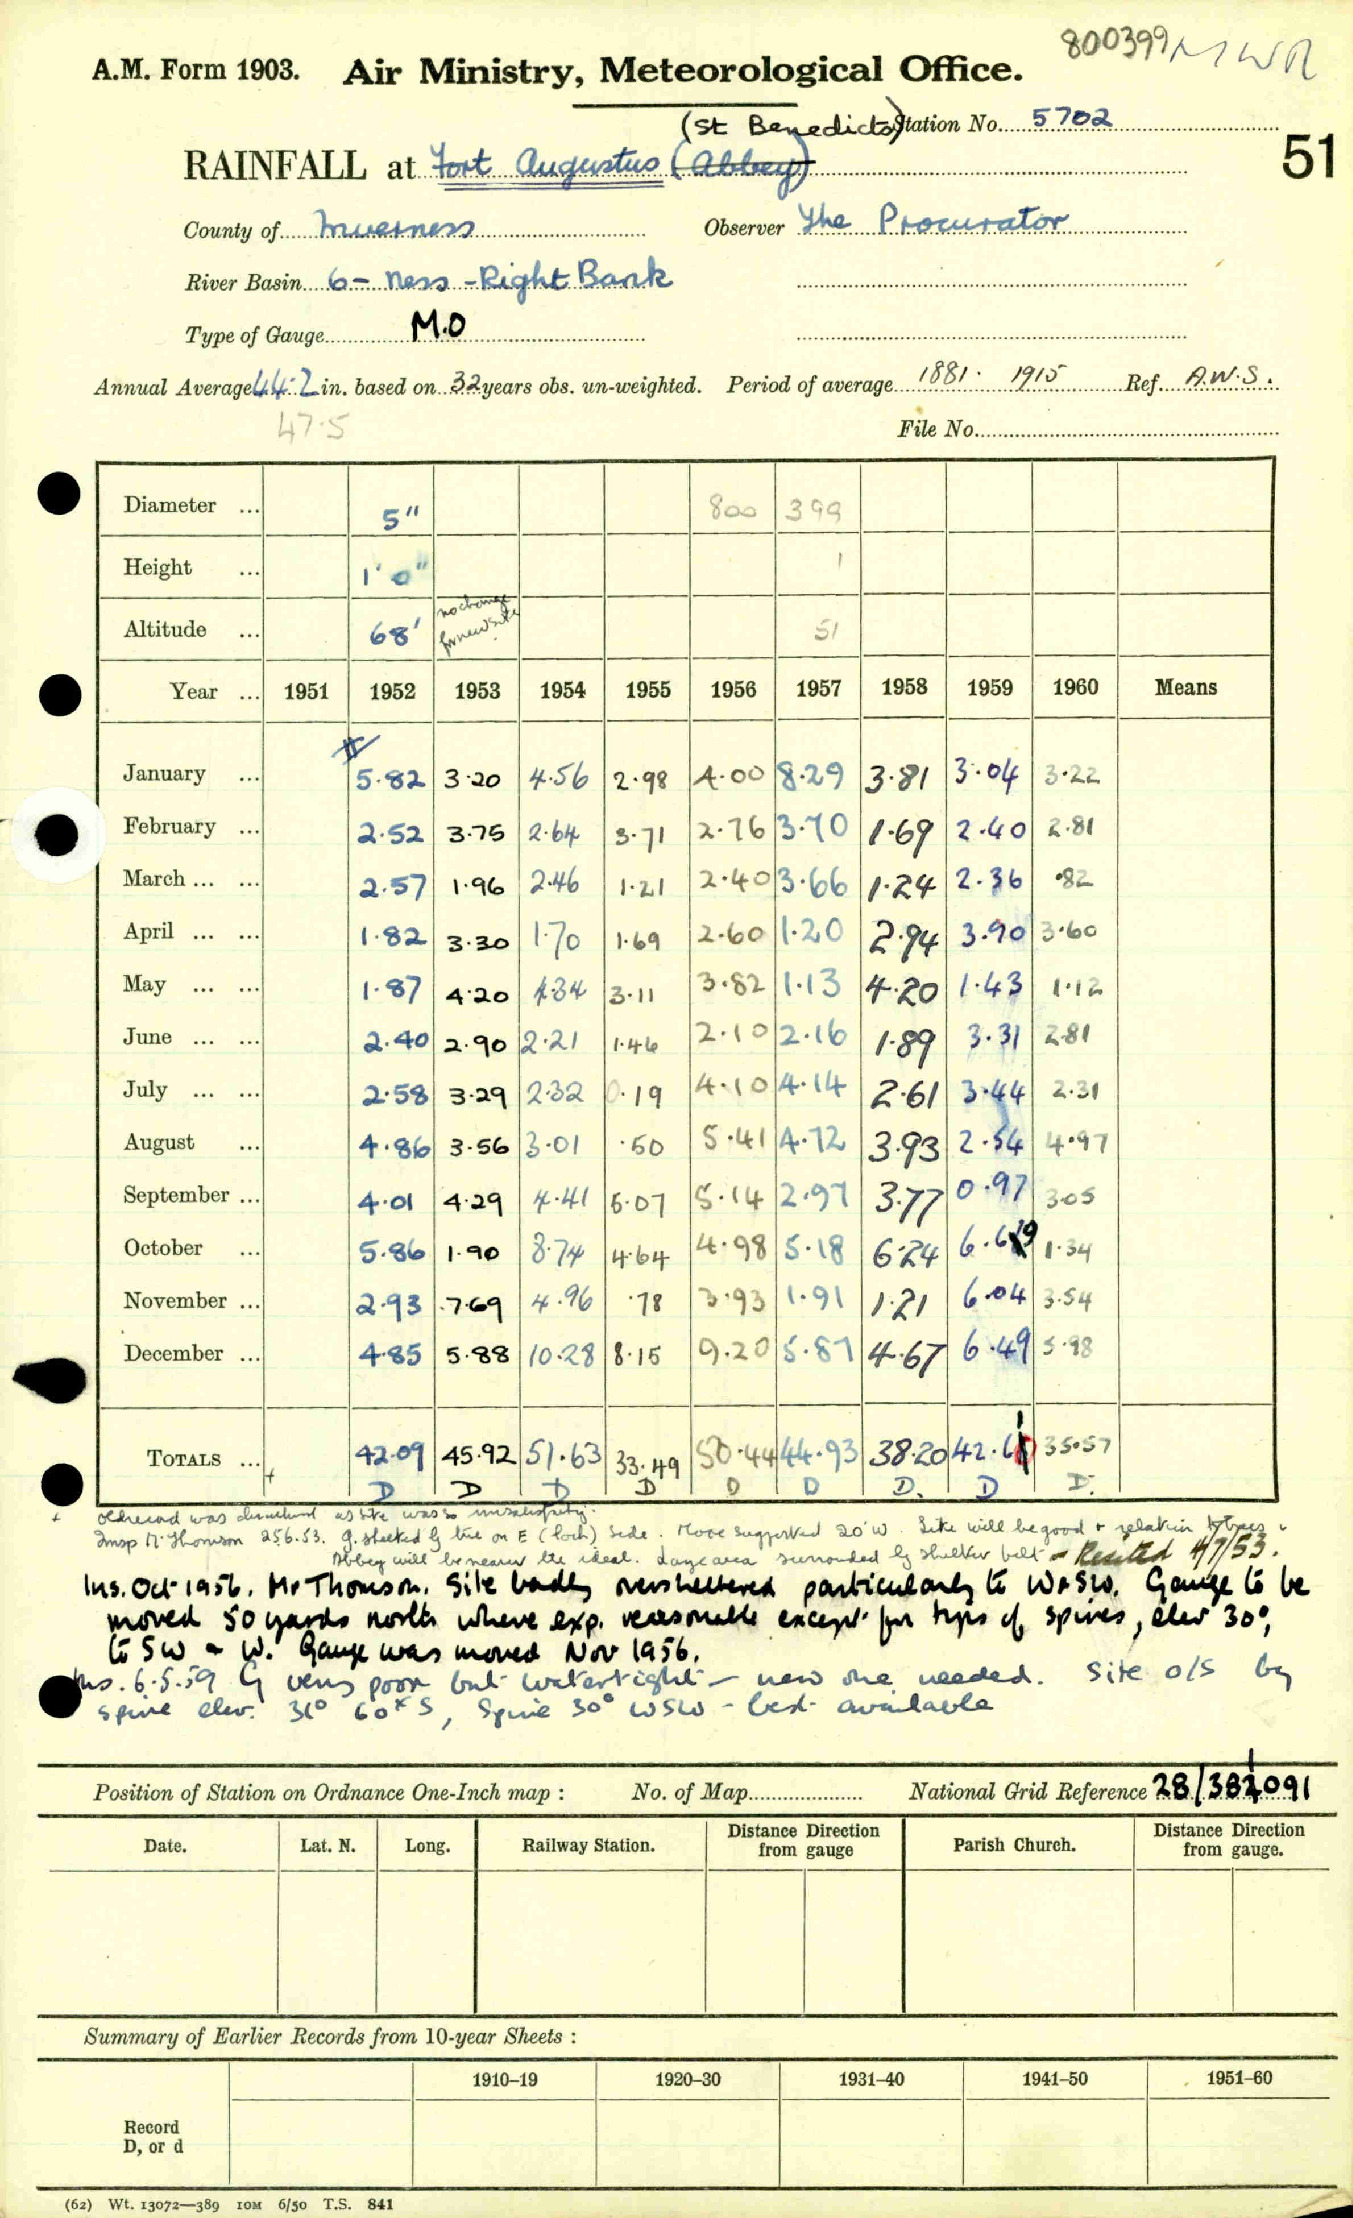 800399 MWR
A.M. Form 1903. Air Ministry, Meteorological Office.
(St Benedicts) Station No. 5702
RAINFALL at Fort Augustus (Abbey)
51
County of Inverness Observer The Procurator
River Basin 6 - Ness - Right Bank
Type of Gauge M.O
Annual Average 44.2 in. based on 32 years obs. un-weighted. Period of average 1881. 1915 Ref. A.W.S.
47.5
File No.
Diameter ... 5" 800 399
Height ... 1' 0" 1
Altitude ... 68' no change for new site 51
Year ... 1951 1952 1953 1954 1955 1956 1957 1958 1959 1960 Means
January ... 5.82 3.20 4.56 2.98 4.00 8.29 3.81 3.04 3.22
February ... 2.52 3.75 2.64 3.71 2.76 3.70 1.69 2.40 2.81
March ... ... 2.57 1.96 2.46 1.21 2.40 3.66 1.24 2.36 .82
April ... ... 1.82 3.30 1.70 1.69 2.60 1.20 2.94 3.90 3.60
May ... ... 1.87 4.20 4.34 3.11 3.82 1.13 4.20 1.43 1.12
June ... ... 2.40 2.90 2.21 1.46 2.10 2.16 1.89 3.31 2.81
July ... ... 2.58 3.29 2.32 0.19 4.10 4.14 2.61 3.44 2.31
August ... 4.86 3.56 3.01 .50 5.41 4.72 3.93 2.54 4.97
September ... 4.01 4.29 4.41 5.07 5.14 2.97 3.77 0.97 3.05
October ... 5.86 1.90 8.74 4.64 4.98 5.18 6.24 6.69 1.34
November ... 2.93 7.69 4.96 .78 3.93 1.91 1.21 6.04 3.54
December ... 4.85 5.88 10.28 8.15 9.20 5.87 4.67 6.49 5.98
TOTALS ... 42.09 45.92 51.63 33.49 50.44 44.93 38.20 42.61 35.57
D D D D D D D. D D.
+ Old record was as site was so unsatisfactory.
Insp Mr Thomson 25.6.53. G. sheltered by tree on E (loch) side. Move suggested 20' W. Site will be good & relation to trees &
Abbey will be nearer the ideal. Large area surrounded by shelter belt - Resited 4/7/53.
Ins. Oct 1956. Mr Thomson. Site badly oversheltered particularly to W & SW. Gauge to be
moved 50 yards north where exp. reasonable except for tips of spires, elev 30°,
to SW & W. Gauge was moved Nov 1956.
Ins. 6.5.59 G very poor but watertight - new one needed. Site o/s by
spire elev. 31° 60x S, Spire 30° WSW - best available
Position of Station on Ordnance One-Inch map : No. of Map National Grid Reference 28/381091
Date. Lat. N. Long. Railway Station. Distance Direction from gauge Parish Church. Distance Direction from gauge.
Summary of Earlier Records from 10-year Sheets :
1910–19 1920–30 1931–40 1941–50 1951–60
Record
D, or d
(62) Wt. 13072—389 10M 6/50 T.S. 841